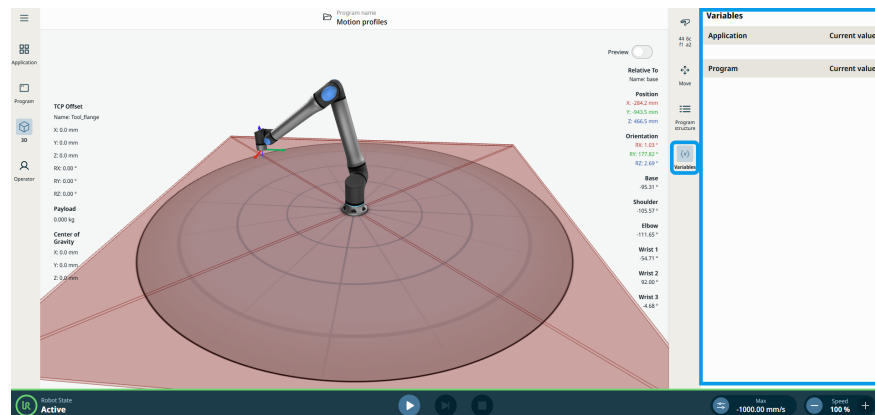 Program name
Motion profiles
Application
Program
3D
Operator
TCP Offset
Name: Tool_flange
X: 0.0 mm
Y: 0.0 mm
Z: 0.0 mm
RX: 0.00 °
RY: 0.00 °
RZ: 0.00 °
Payload
0.000 kg
Center of
Gravity
X: 0.0 mm
Y: 0.0 mm
Z: 0.0 mm
Preview
Relative To
Name: base
Position
X: -284.2 mm
Y: -943.5 mm
Z: 466.5 mm
Orientation
RX: 1.03 °
RY: 177.82 °
RZ: 2.69 °
Base
-95.31 °
Shoulder
-105.57 °
Elbow
-111.65 °
Wrist 1
-54.71 °
Wrist 2
92.00 °
Wrist 3
-4.68 °
44 6c
f1 a2
Move
Program
structure
(x)
Variables
Variables
Application Current value
Program Current value
UR
Robot State
Active
Max
-1000.00 mm/s
Speed
100 %